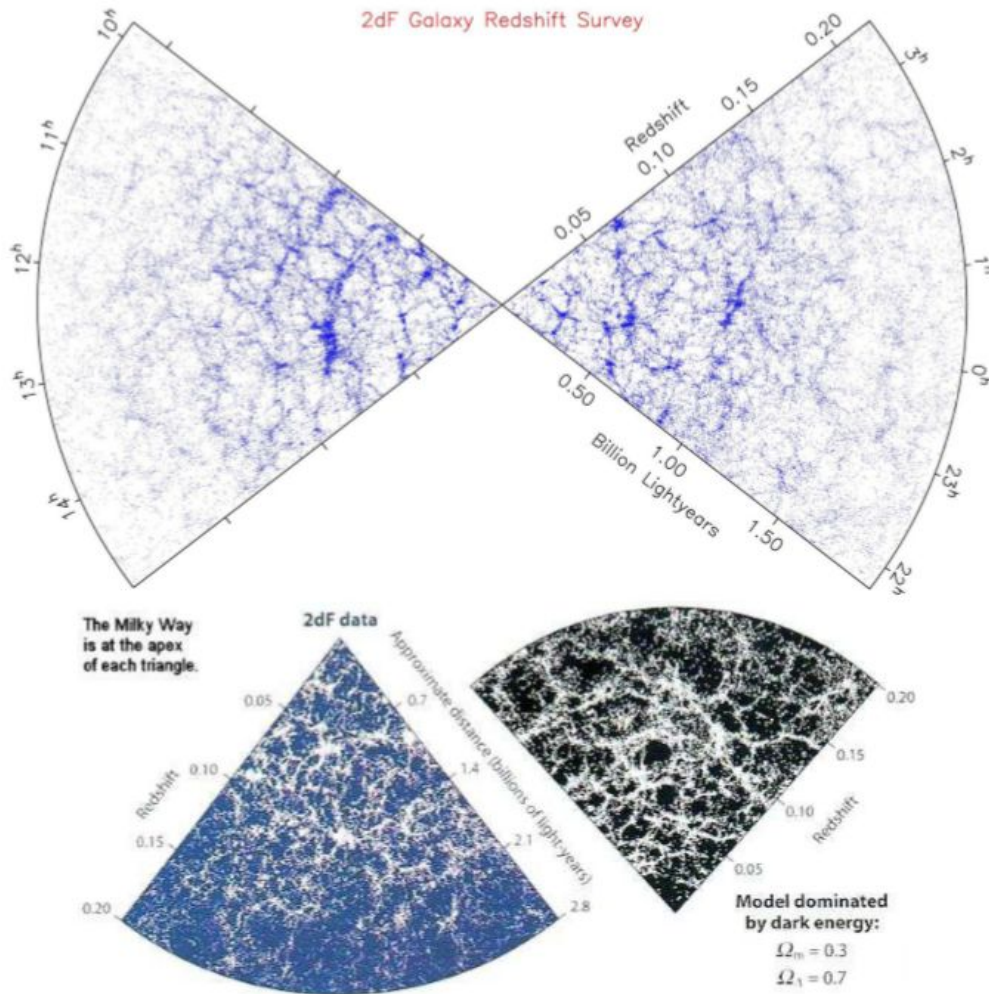 2dF Galaxy Redshift Survey
10ʰ
11ʰ
12ʰ
13ʰ
14ʰ
Redshift
0.05
0.10
0.15
0.20
3ʰ
2ʰ
1ʰ
0ʰ
23ʰ
22ʰ
0.50
1.00
1.50
Billion Lightyears
The Milky Way
is at the apex
of each triangle.
2dF data
0.05
0.10
0.15
0.20
Redshift
Approximate distance (billions of light-years)
0.7
1.4
2.1
2.8
0.20
0.15
0.10
0.05
Redshift
Model dominated
by dark energy:
Ωm = 0.3
Ω1 = 0.7